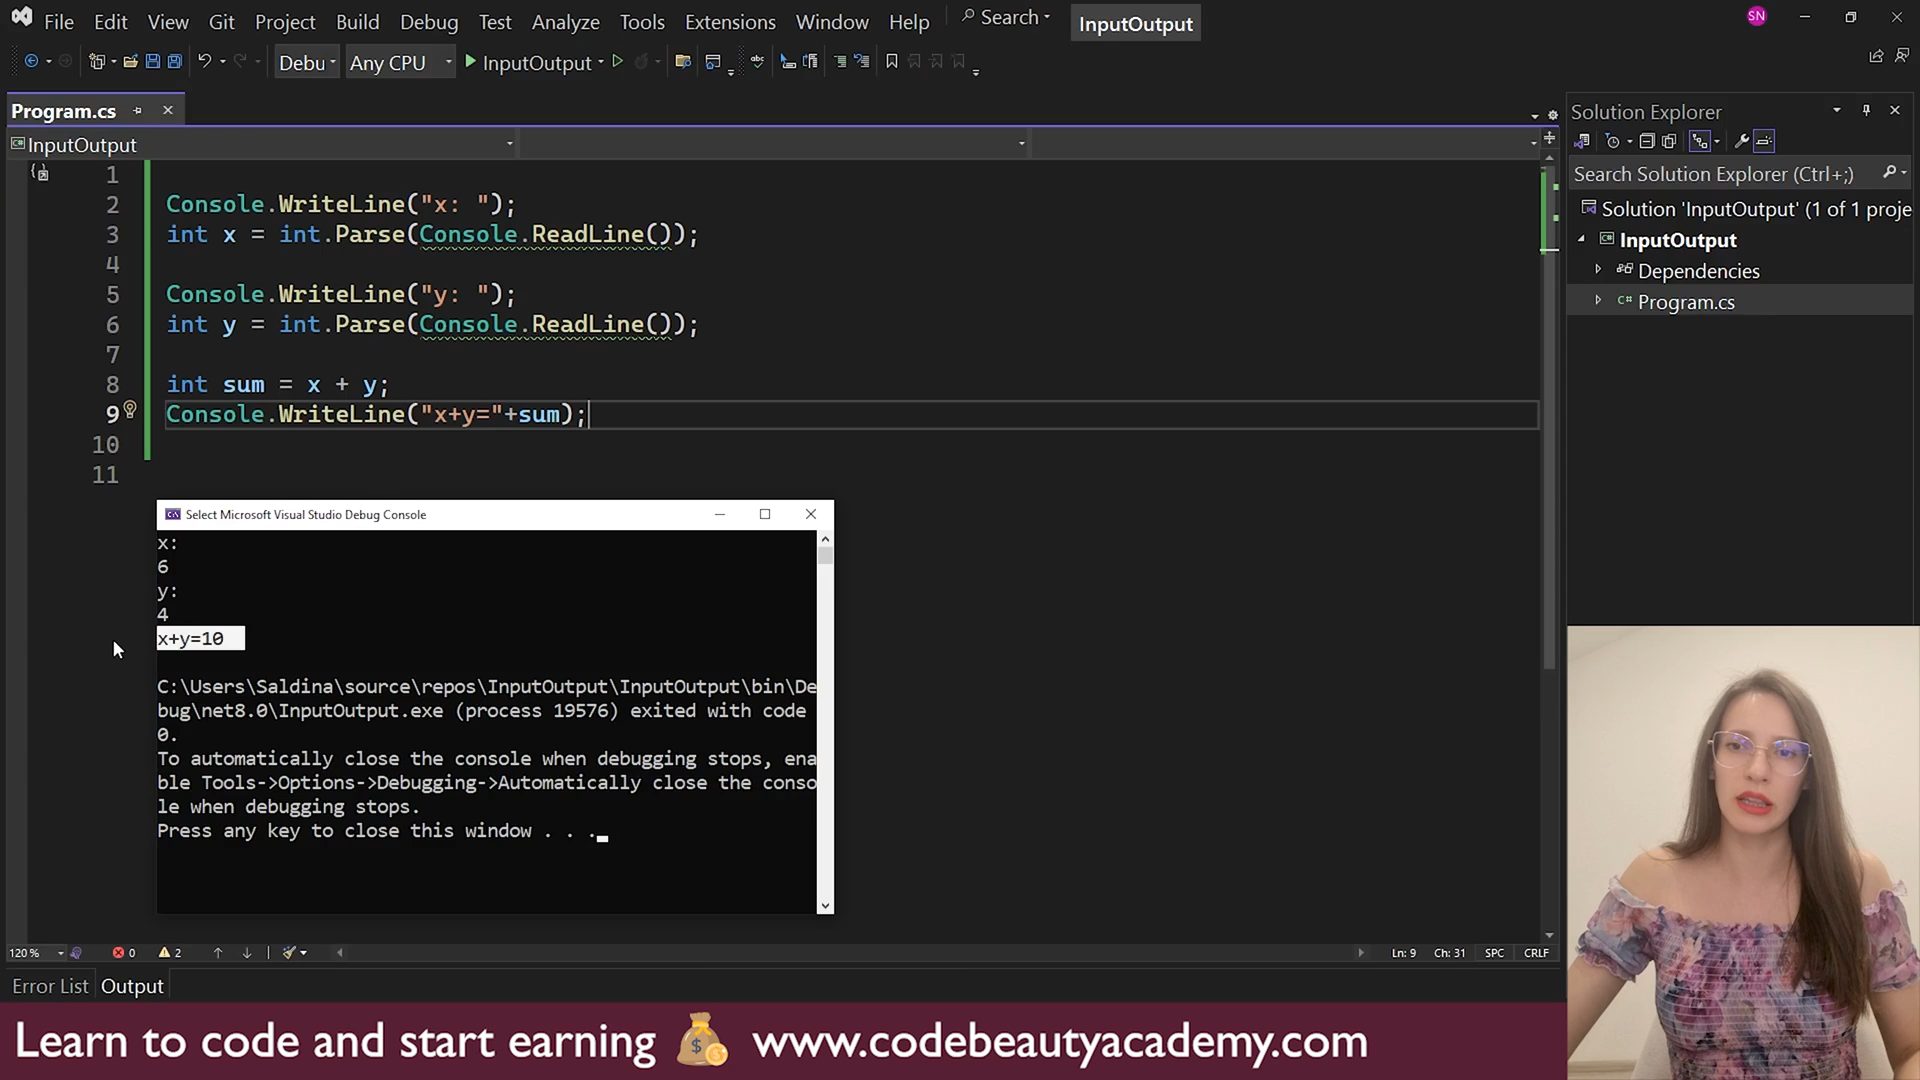 File Edit View Git Project Build Debug Test Analyze Tools Extensions Window Help Search InputOutput SN
Debu Any CPU InputOutput
Program.cs
InputOutput
1
2 Console.WriteLine("x: ");
3 int x = int.Parse(Console.ReadLine());
4
5 Console.WriteLine("y: ");
6 int y = int.Parse(Console.ReadLine());
7
8 int sum = x + y;
9 Console.WriteLine("x+y="+sum);
10
11
Solution Explorer
Search Solution Explorer (Ctrl+;)
Solution 'InputOutput' (1 of 1 proje
InputOutput
Dependencies
C# Program.cs
Select Microsoft Visual Studio Debug Console
x:
6
y:
4
x+y=10
C:\Users\Saldina\source\repos\InputOutput\InputOutput\bin\De
bug\net8.0\InputOutput.exe (process 19576) exited with code
0.
To automatically close the console when debugging stops, ena
ble Tools->Options->Debugging->Automatically close the conso
le when debugging stops.
Press any key to close this window . . .
120 % 0 2 Ln: 9 Ch: 31 SPC CRLF
Error List Output
Learn to code and start earning www.codebeautyacademy.com